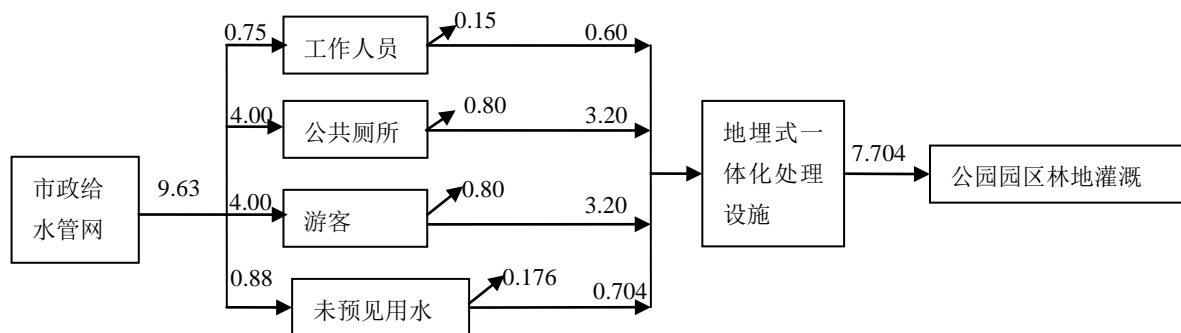 0.75
工作人员
0.15
0.60
4.00
公共厕所
0.80
3.20
市政给
水管网
9.63
4.00
游客
0.80
3.20
0.88
未预见用水
0.176
0.704
地埋式一
体化处理
设施
7.704
公园园区林地灌溉